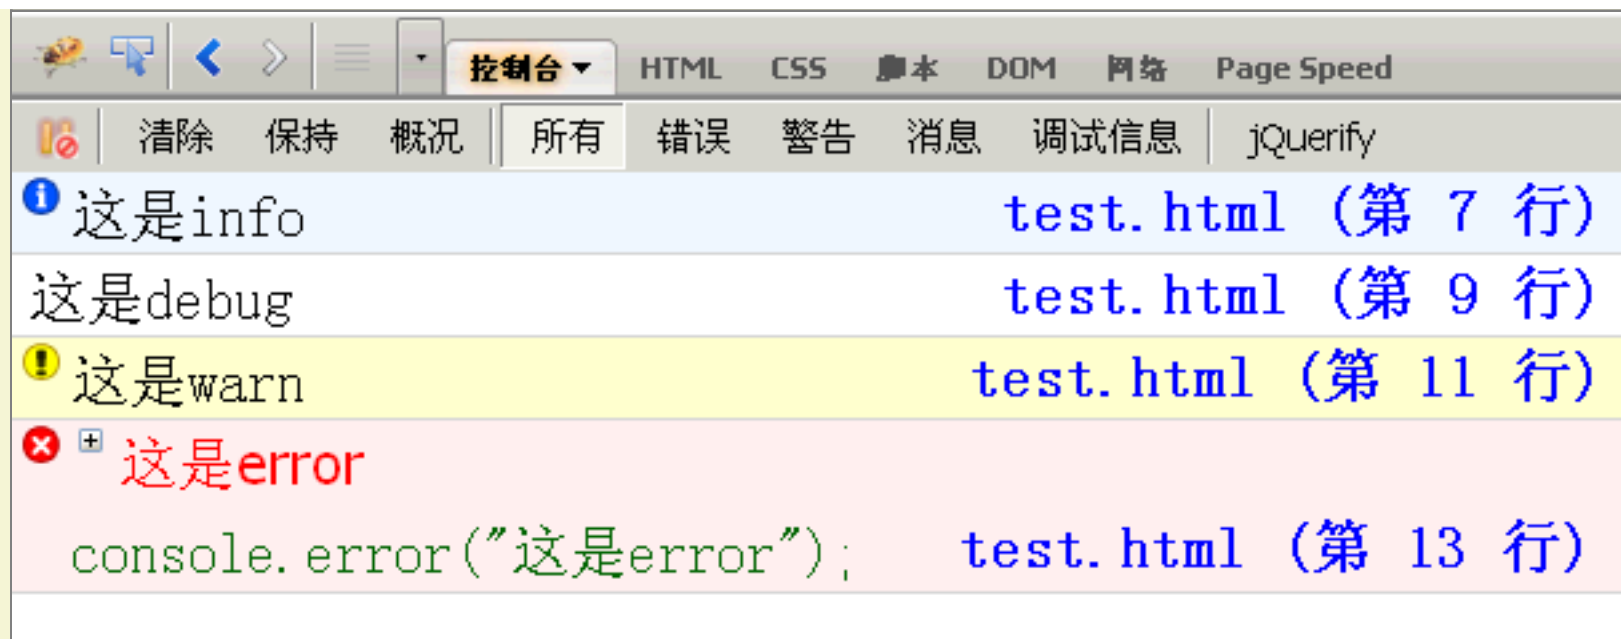 控制台 HTML CSS 脚本 DOM 网络 Page Speed
清除 保持 概况 所有 错误 警告 消息 调试信息 jQuerify
这是info test.html (第 7 行)
这是debug test.html (第 9 行)
这是warn test.html (第 11 行)
这是error
console.error("这是error"); test.html (第 13 行)